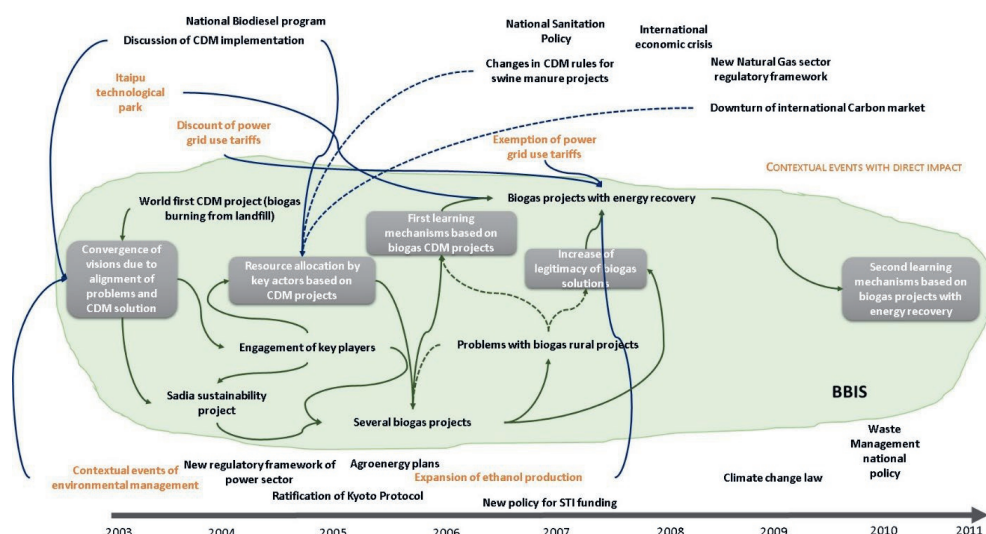 National Biodiesel program
Discussion of CDM implementation
National Sanitation
Policy
International
economic crisis
Changes in CDM rules for
swine manure projects
New Natural Gas sector
regulatory framework
Itaipu
technological
park
Downturn of international Carbon market
Discount of power
grid use tariffs
Exemption of power
grid use tariffs
CONTEXTUAL EVENTS WITH DIRECT IMPACT
World first CDM project (biogas
burning from landfill)
Biogas projects with energy recovery
First learning
mechanisms based on
biogas CDM projects
Convergence of
visions due to
alignment of
problems and
CDM solution
Resource allocation by
key actors based on
CDM projects
Increase of
legitimacy of biogas
solutions
Second learning
mechanisms based on
biogas projects with
energy recovery
Engagement of key players
Problems with biogas rural projects
Sadia sustainability
project
Several biogas projects
BBIS
Contextual events of
environmental management
New regulatory framework of
power sector
Agroenergy plans
Ratification of Kyoto Protocol
Expansion of ethanol production
New policy for STI funding
Climate change law
Waste
Management
national
policy
2003 2004 2005 2006 2007 2008 2009 2010 2011